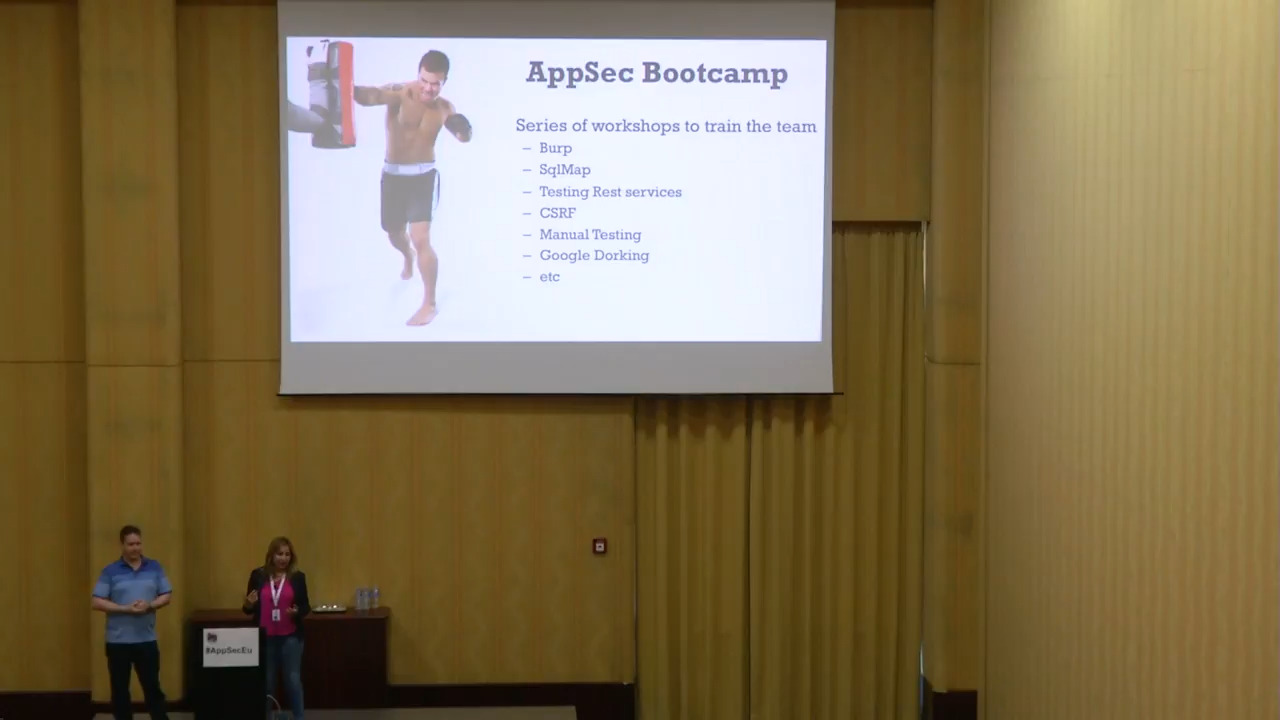 AppSec Bootcamp
Series of workshops to train the team
– Burp
– SqlMap
– Testing Rest services
– CSRF
– Manual Testing
– Google Dorking
– etc
#AppSecEu